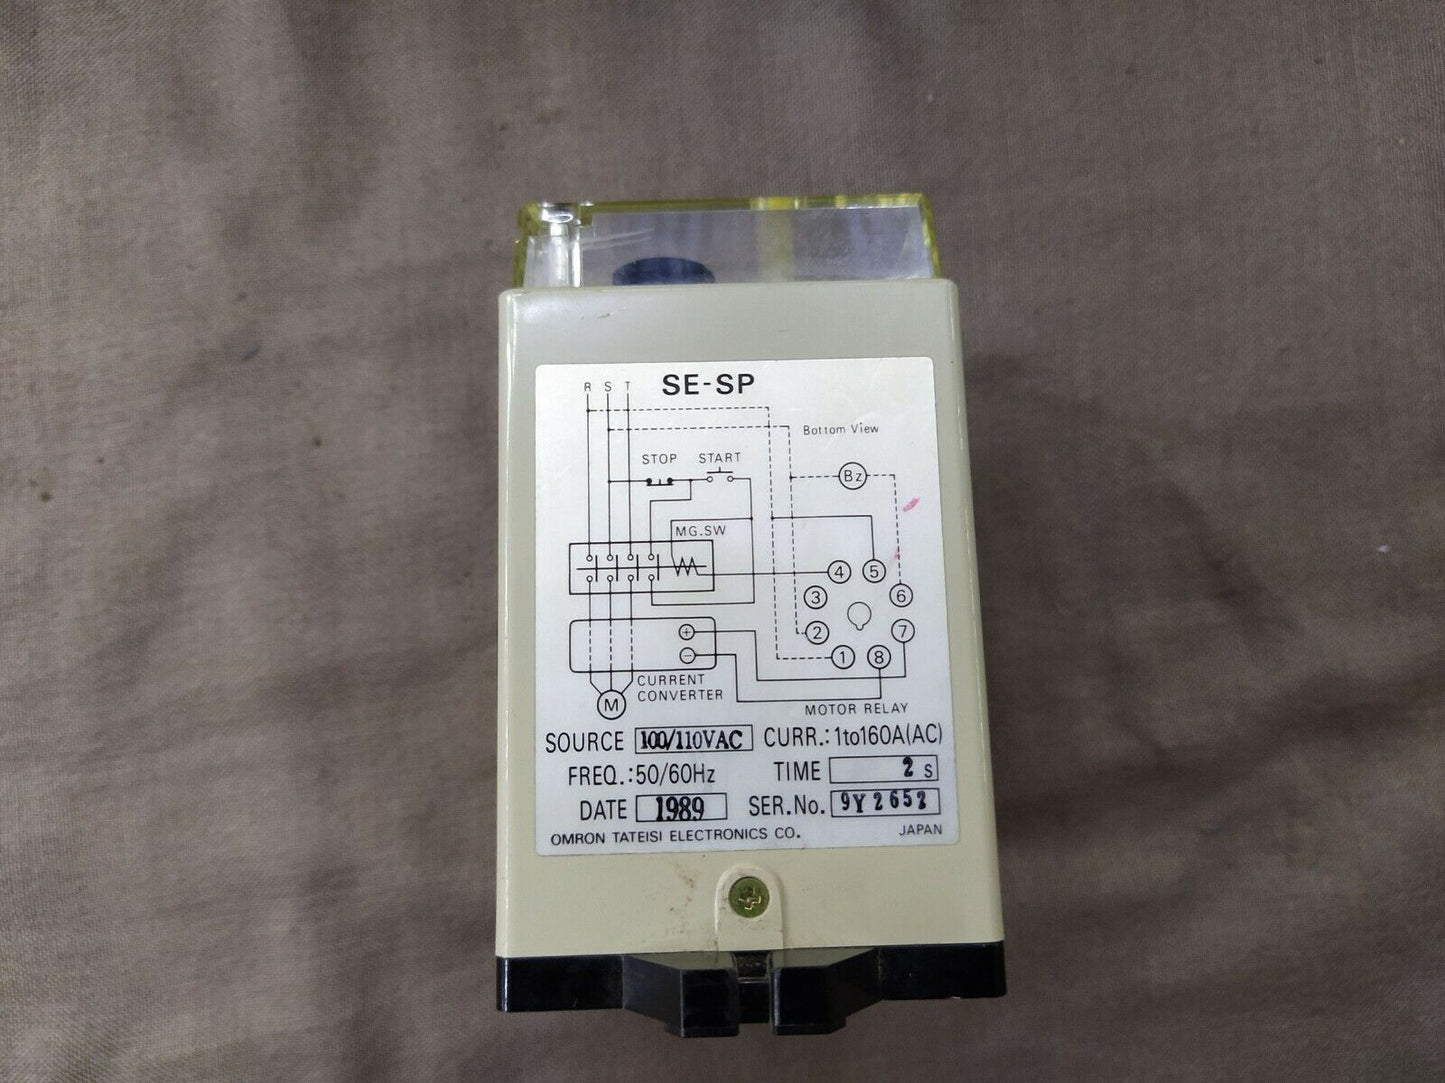 R S T SE-SP
Bottom View
STOP START
Bz
MG.SW
4 5
3 6
+ 2 7
− 1 8
CURRENT
CONVERTER
M
MOTOR RELAY
SOURCE 100/110VAC CURR.:1to160A(AC)
FREQ.:50/60Hz TIME 2 s
DATE 1989 SER.No. 9Y2652
OMRON TATEISI ELECTRONICS CO. JAPAN